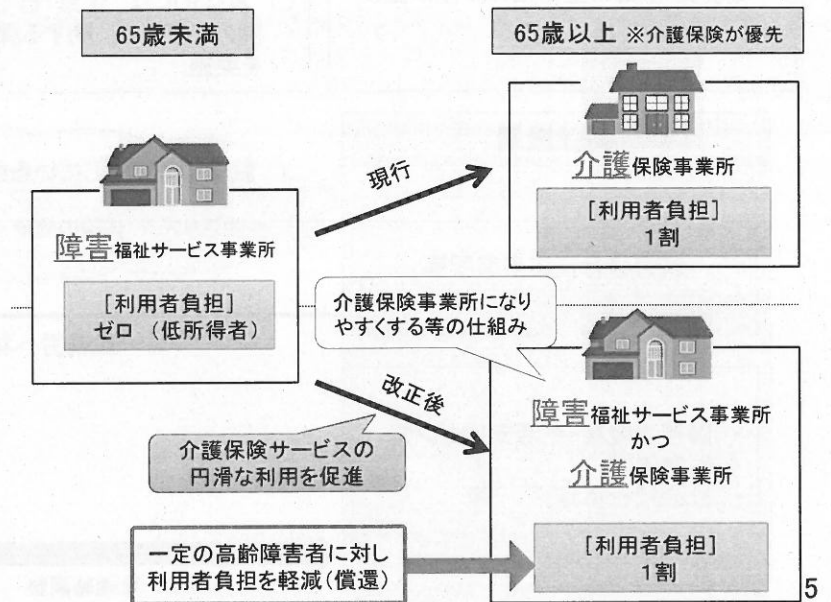 65歳未満
65歳以上 ※介護保険が優先
現行
介護保険事業所
[利用者負担]
1割
障害福祉サービス事業所
[利用者負担]
ゼロ（低所得者）
介護保険事業所になり
やすくする等の仕組み
改正後
介護保険サービスの
円滑な利用を促進
障害福祉サービス事業所
かつ
介護保険事業所
一定の高齢障害者に対し
利用者負担を軽減（償還）
[利用者負担]
1割
5